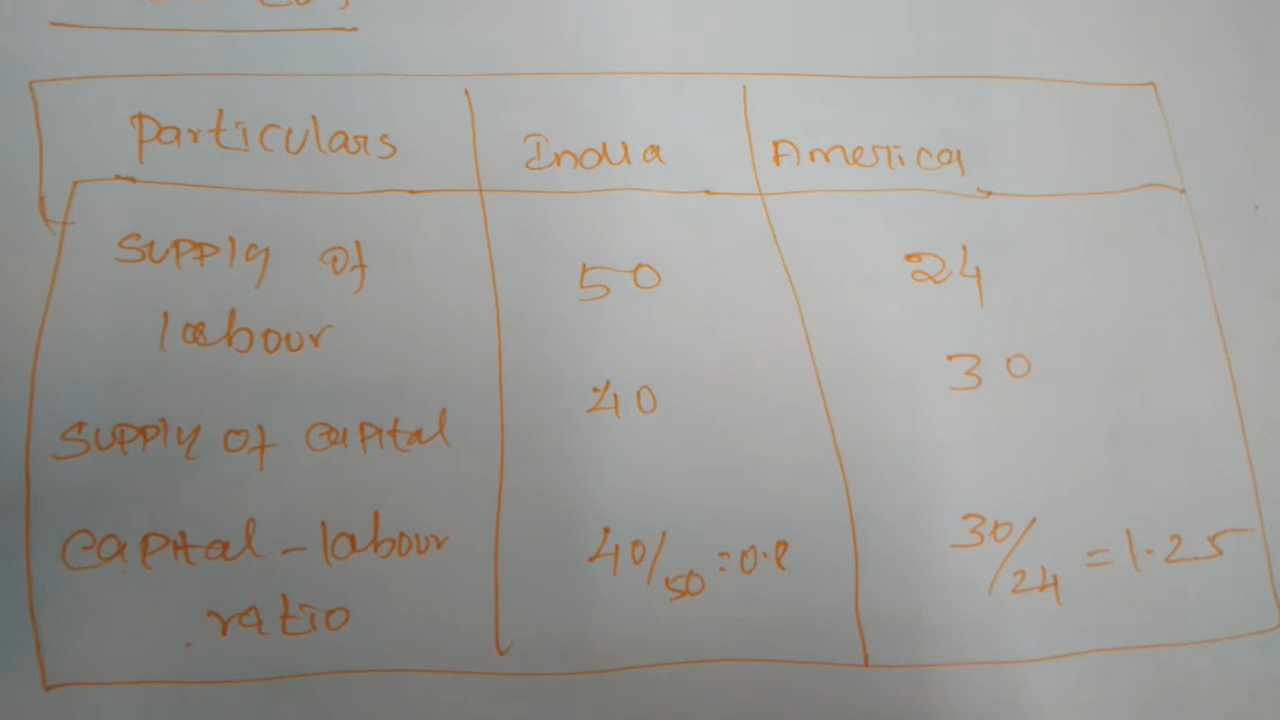 Particulars India America
Supply of 50 24
labour
30
40
Supply of capital
Capital-labour 40/50 = 0.8 30/24 = 1.25
ratio